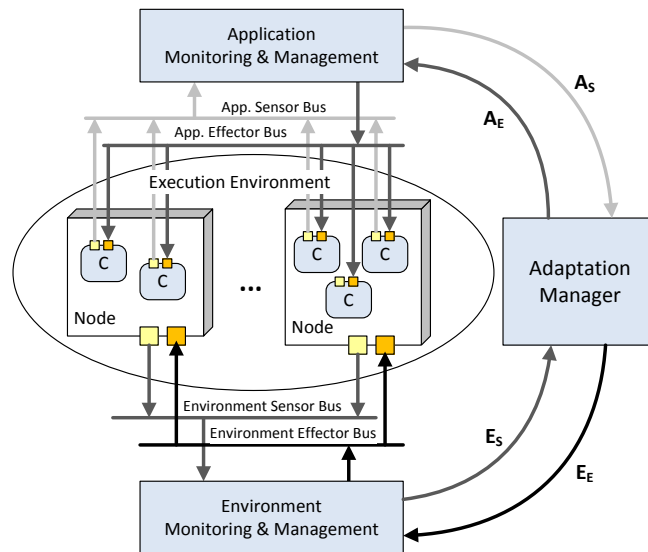 Application
Monitoring & Management
A_S
App. Sensor Bus
A_E
App. Effector Bus
Execution Environment
C
C
C
C
C
...
Adaptation
Manager
Node
Node
Environment Sensor Bus
Environment Effector Bus
E_S
E_E
Environment
Monitoring & Management